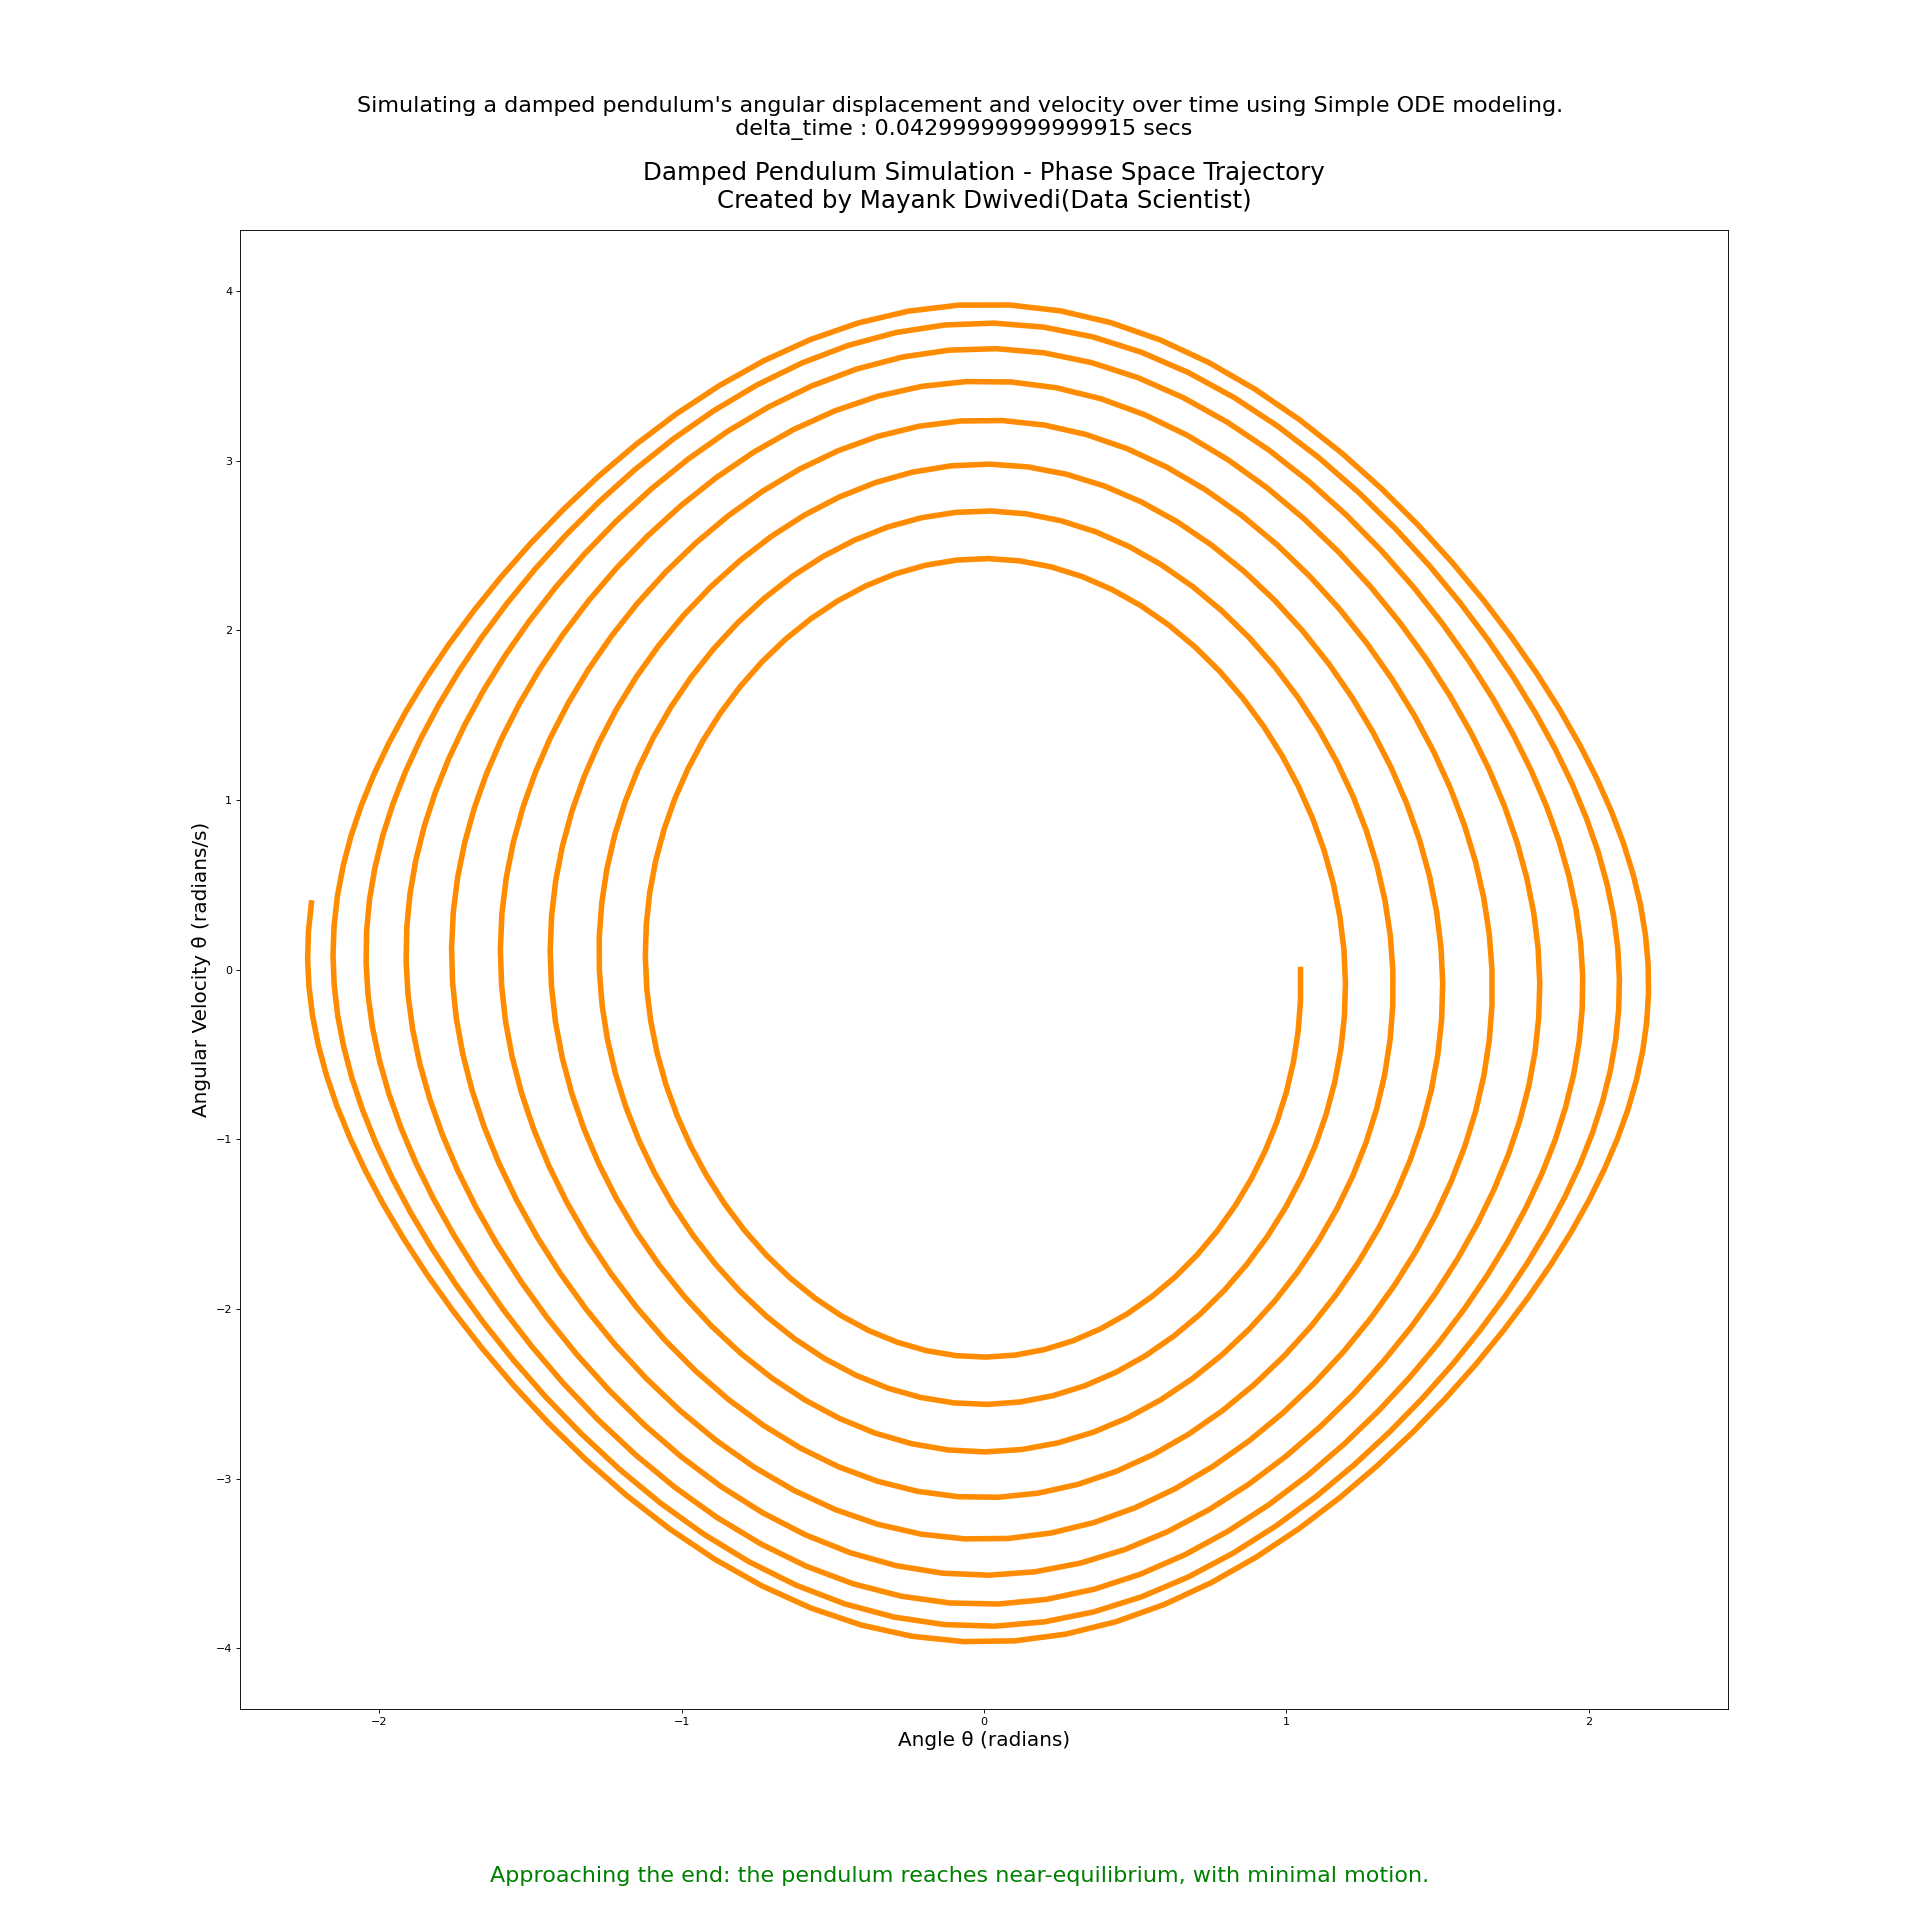 Simulating a damped pendulum's angular displacement and velocity over time using Simple ODE modeling.
delta_time : 0.04299999999999915 secs
Damped Pendulum Simulation - Phase Space Trajectory
Created by Mayank Dwivedi(Data Scientist)
4
3
2
1
0
−1
−2
−3
−4
Angular Velocity θ (radians/s)
−2
−1
0
1
2
Angle θ (radians)
Approaching the end: the pendulum reaches near-equilibrium, with minimal motion.